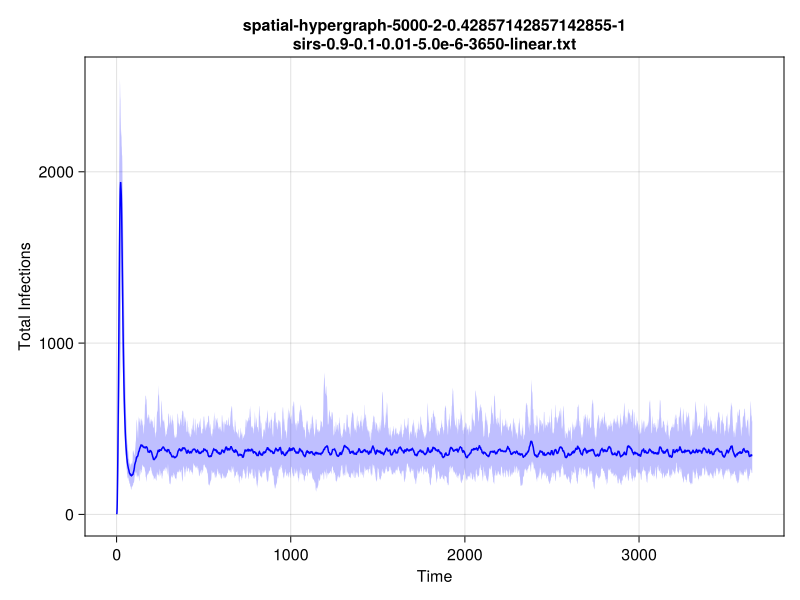 spatial-hypergraph-5000-2-0.42857142857142855-1
sirs-0.9-0.1-0.01-5.0e-6-3650-linear.txt
2000
1000
0
Total Infections
0
1000
2000
3000
Time